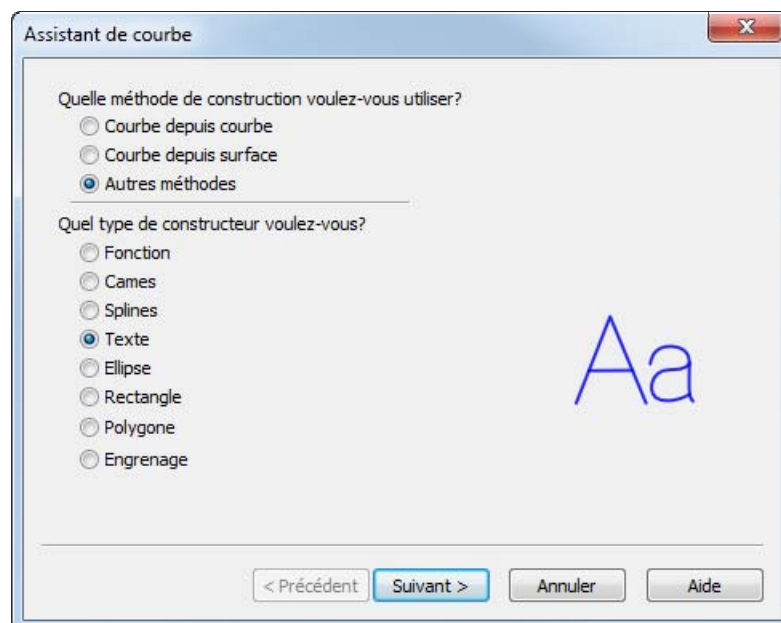 Assistant de courbe
Quelle méthode de construction voulez-vous utiliser?
Courbe depuis courbe
Courbe depuis surface
Autres méthodes
Quel type de constructeur voulez-vous?
Fonction
Cames
Splines
Texte
Ellipse
Rectangle
Polygone
Engrenage
Aa
< Précédent Suivant > Annuler Aide